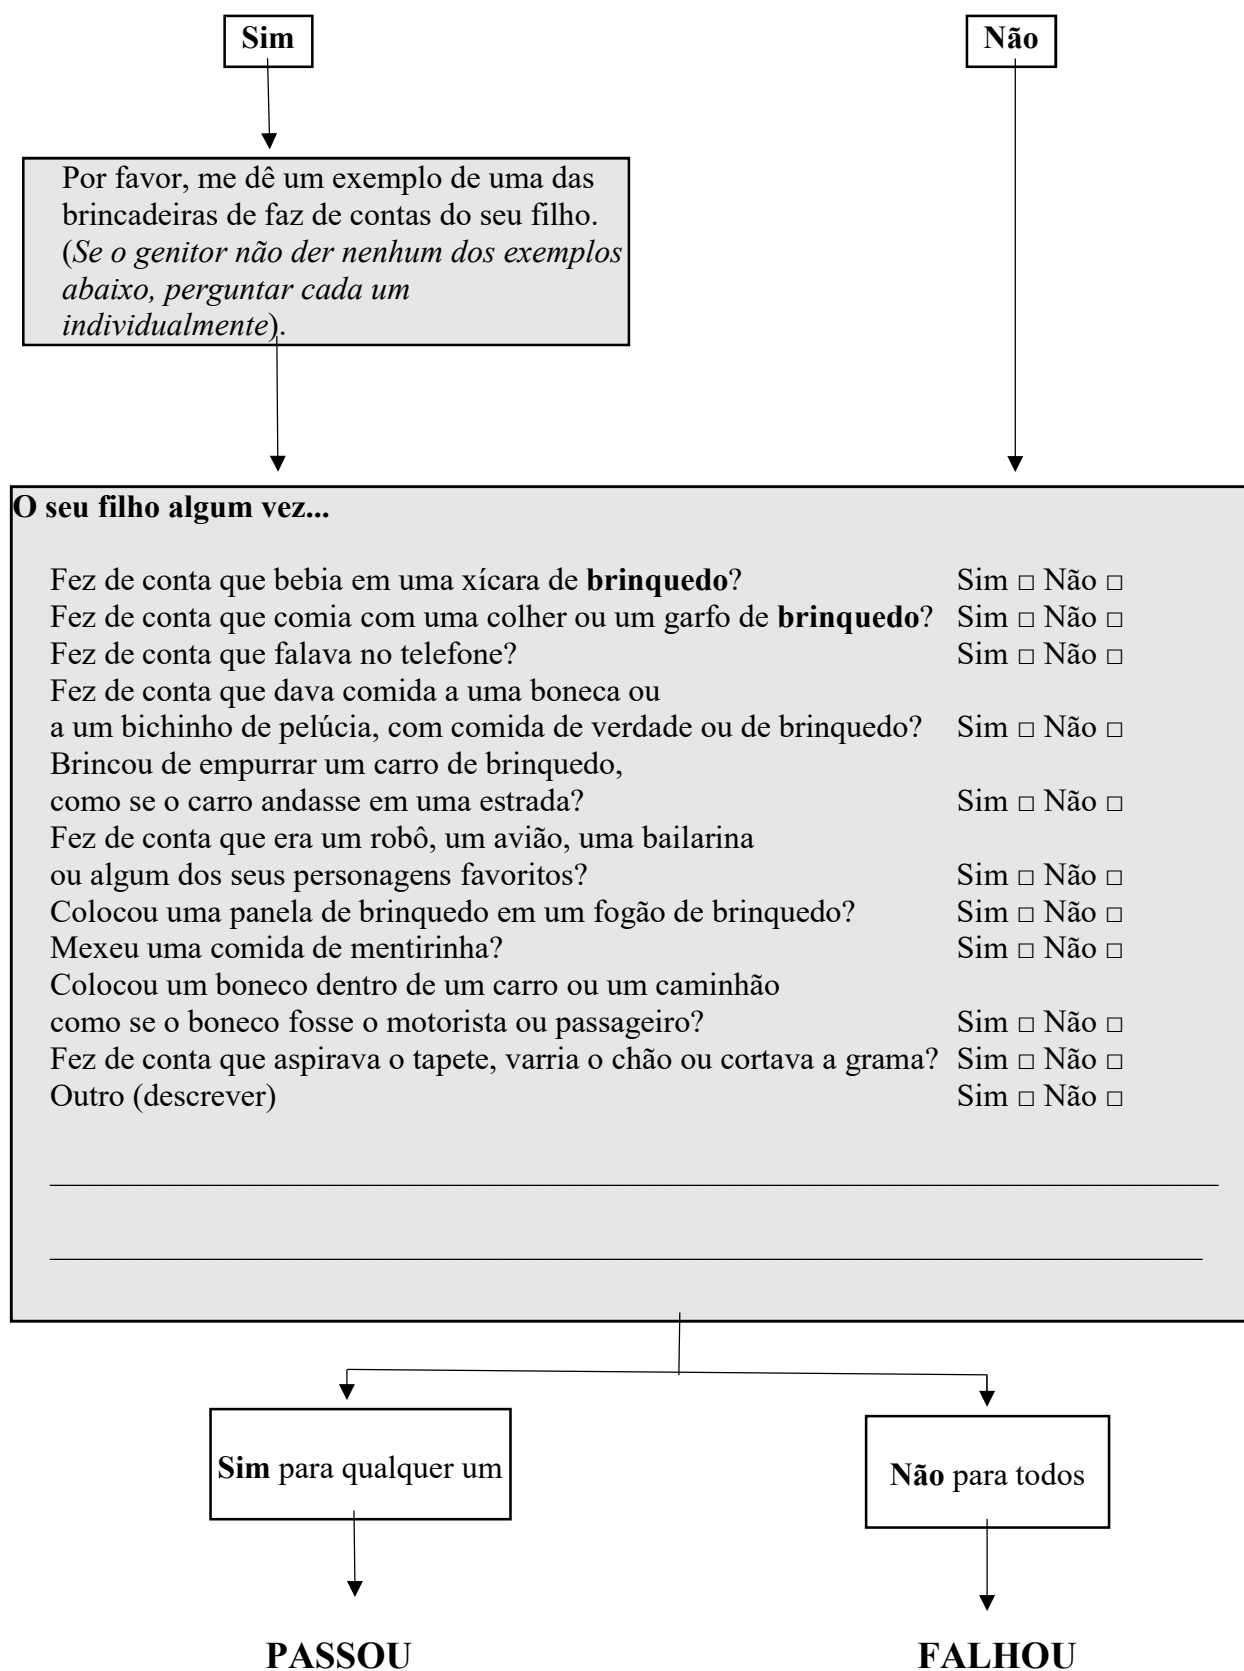 Sim
Não
Por favor, me dê um exemplo de uma das
brincadeiras de faz de contas do seu filho.
(Se o genitor não der nenhum dos exemplos
abaixo, perguntar cada um
individualmente).
O seu filho algum vez...
Fez de conta que bebia em uma xícara de brinquedo? Sim □ Não □
Fez de conta que comia com uma colher ou um garfo de brinquedo? Sim □ Não □
Fez de conta que falava no telefone? Sim □ Não □
Fez de conta que dava comida a uma boneca ou
a um bichinho de pelúcia, com comida de verdade ou de brinquedo? Sim □ Não □
Brincou de empurrar um carro de brinquedo,
como se o carro andasse em uma estrada? Sim □ Não □
Fez de conta que era um robô, um avião, uma bailarina
ou algum dos seus personagens favoritos? Sim □ Não □
Colocou uma panela de brinquedo em um fogão de brinquedo? Sim □ Não □
Mexeu uma comida de mentirinha? Sim □ Não □
Colocou um boneco dentro de um carro ou um caminhão
como se o boneco fosse o motorista ou passageiro? Sim □ Não □
Fez de conta que aspirava o tapete, varria o chão ou cortava a grama? Sim □ Não □
Outro (descrever) Sim □ Não □
Sim para qualquer um
Não para todos
PASSOU
FALHOU